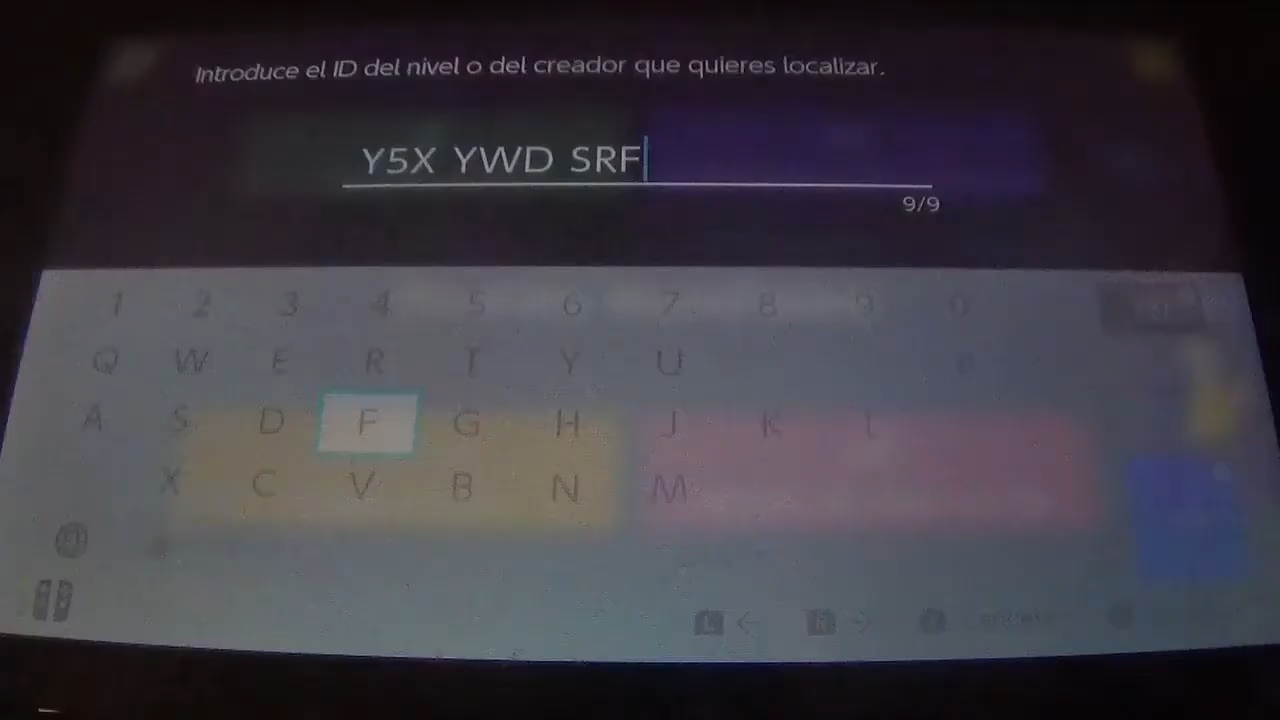 Introduce el ID del nivel o del creador que quieres localizar.
Y5X YWD SRF
9/9
1 2 3 4 5 6 7 8 9 0
Q W E R T Y U
A S D F G H J K L
X C V B N M
L ← R →